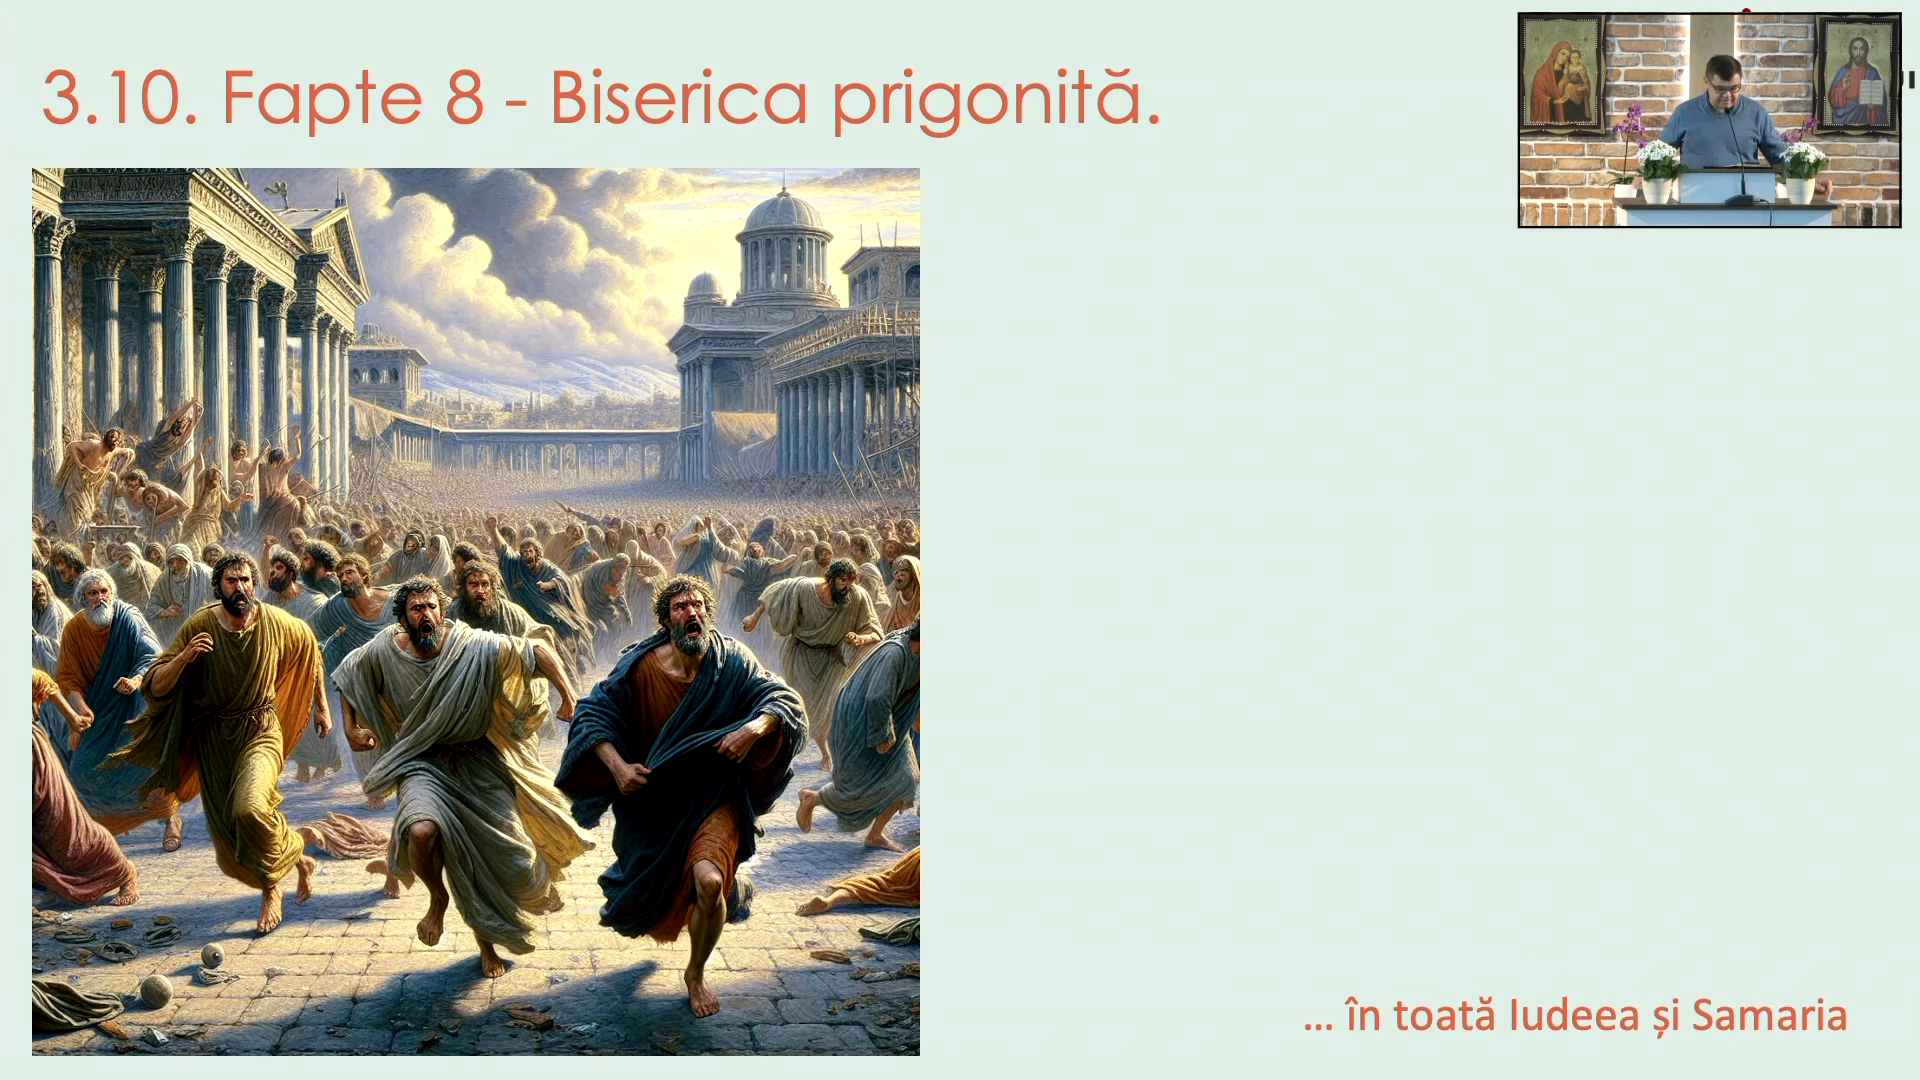 3.10. Fapte 8 - Biserica prigonită.
... în toată Iudeea și Samaria